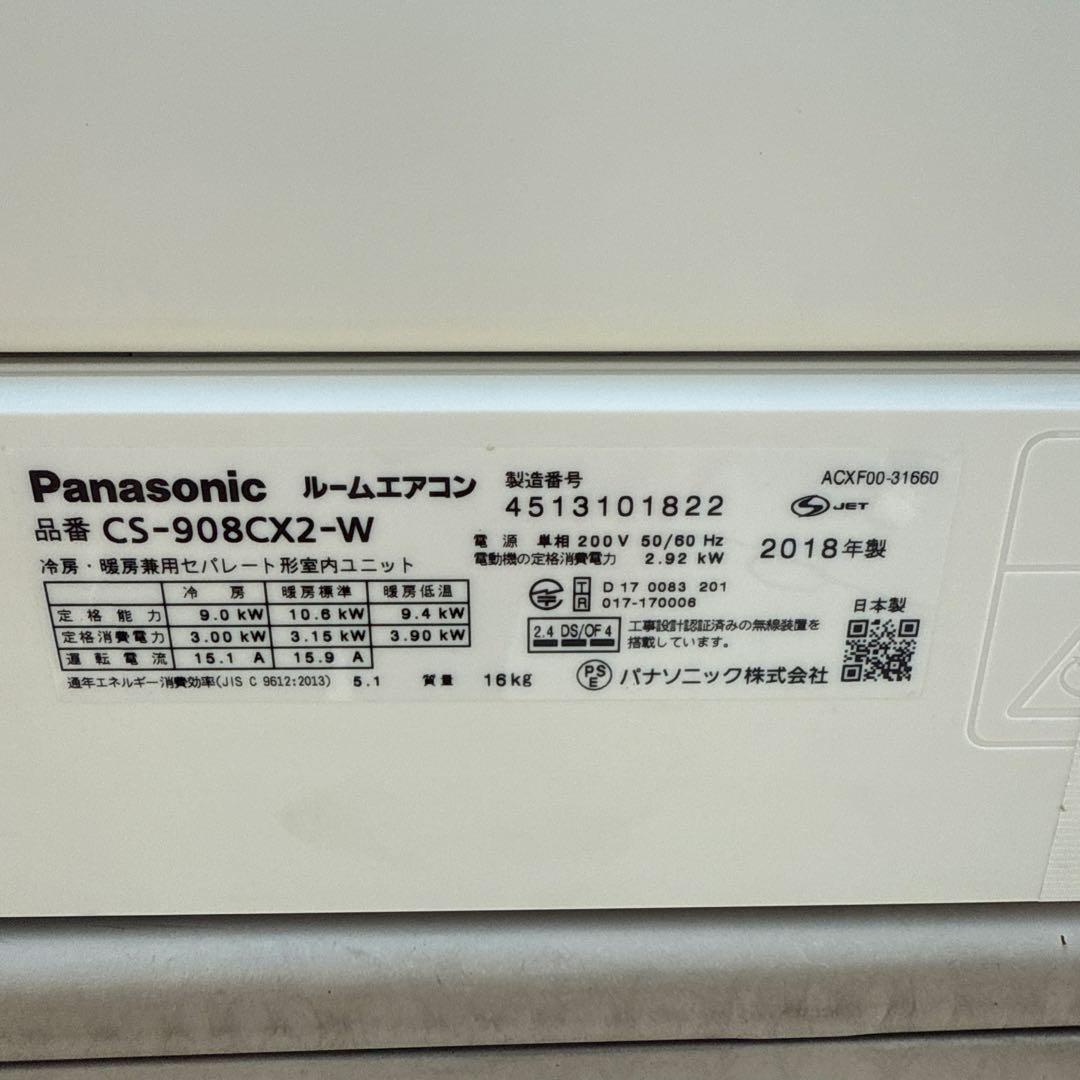 Panasonic ルームエアコン
品番 CS-908CX2-W
冷房・暖房兼用セパレート形室内ユニット
冷房 暖房標準 暖房低温
定格能力 9.0 kW 10.6 kW 9.4 kW
定格消費電力 3.00 kW 3.15 kW 3.90 kW
運転電流 15.1 A 15.9 A
通年エネルギー消費効率(JIS C 9612:2013) 5.1 質量 16kg
製造番号
4513101822
ACXF00-31660
S JET
電源 単相 200V 50/60 Hz
電動機の定格消費電力 2.92 kW
2018年製
T D 17 0083 201
R 017-170006
2.4 DS/OF 4
工事設計認証済みの無線装置を
搭載しています。
日本製
PSE パナソニック株式会社